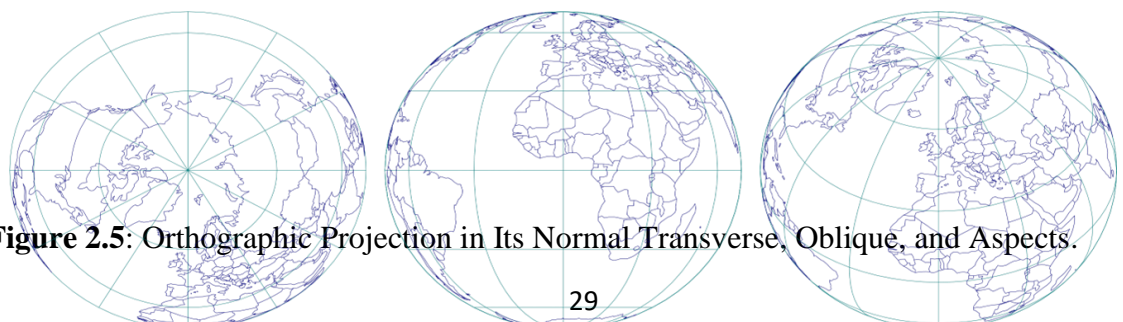 Figure 2.5: Orthographic Projection in Its Normal Transverse, Oblique, and Aspects.
29